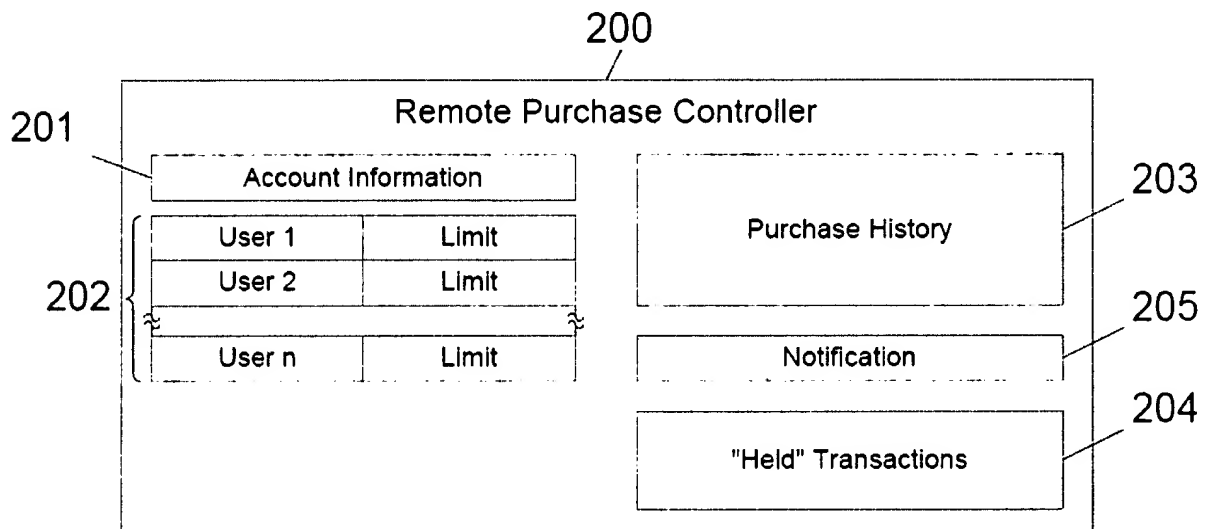 200
Remote Purchase Controller
201
Account Information
203
Purchase History
User 1 Limit
User 2 Limit
202
User n Limit
205
Notification
204
"Held" Transactions